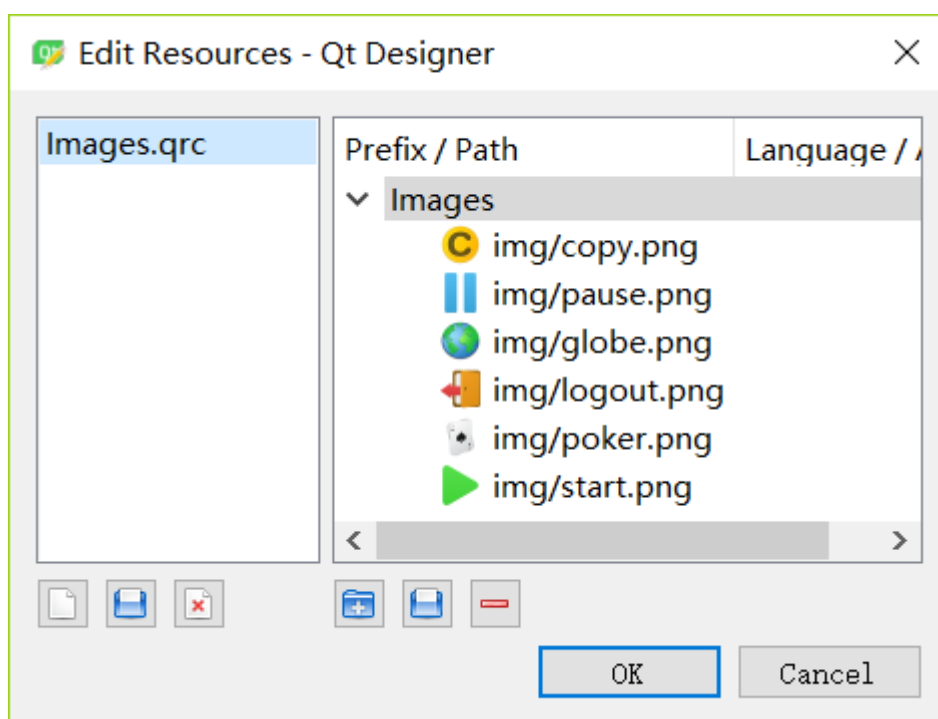 Edit Resources - Qt Designer
Images.qrc
Prefix / Path
Language /
Images
img/copy.png
img/pause.png
img/globe.png
img/logout.png
img/poker.png
img/start.png
OK
Cancel